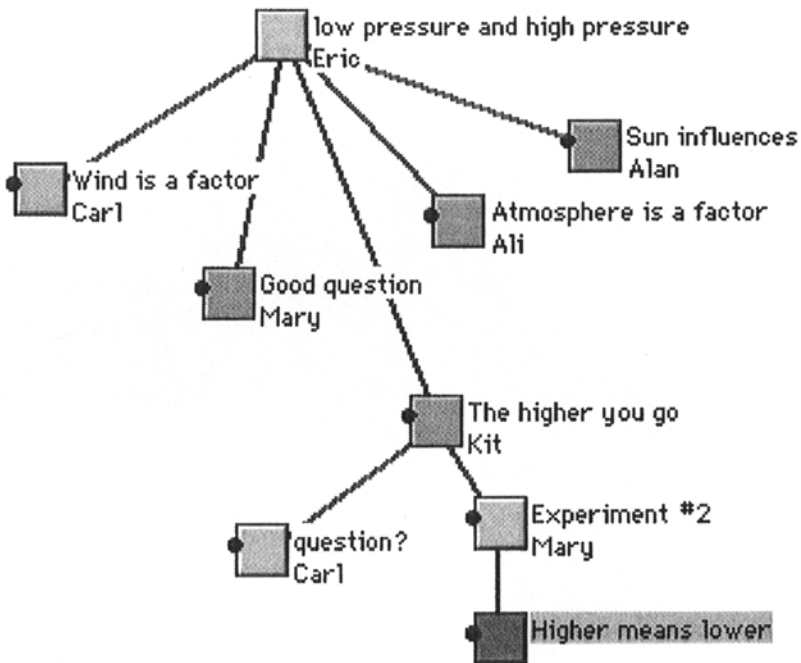 low pressure and high pressure
Eric
Sun influences
Alan
Wind is a factor
Carl
Atmosphere is a factor
Ali
Good question
Mary
The higher you go
Kit
Experiment #2
Mary
question?
Carl
Higher means lower